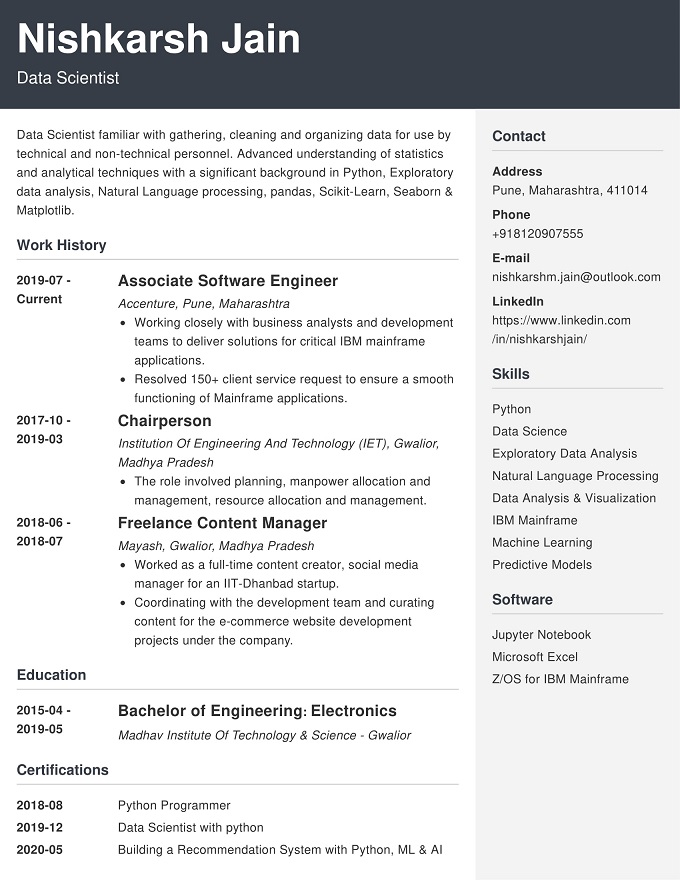 Nishkarsh Jain
Data Scientist
Data Scientist familiar with gathering, cleaning and organizing data for use by
technical and non-technical personnel. Advanced understanding of statistics
and analytical techniques with a significant background in Python, Exploratory
data analysis, Natural Language processing, pandas, Scikit-Learn, Seaborn &
Matplotlib.
Work History
2019-07 -
Current
Associate Software Engineer
Accenture, Pune, Maharashtra
• Working closely with business analysts and development
teams to deliver solutions for critical IBM mainframe
applications.
• Resolved 150+ client service request to ensure a smooth
functioning of Mainframe applications.
2017-10 -
2019-03
Chairperson
Institution Of Engineering And Technology (IET), Gwalior,
Madhya Pradesh
• The role involved planning, manpower allocation and
management, resource allocation and management.
2018-06 -
2018-07
Freelance Content Manager
Mayash, Gwalior, Madhya Pradesh
• Worked as a full-time content creator, social media
manager for an IIT-Dhanbad startup.
• Coordinating with the development team and curating
content for the e-commerce website development
projects under the company.
Education
2015-04 -
2019-05
Bachelor of Engineering: Electronics
Madhav Institute Of Technology & Science - Gwalior
Certifications
2018-08 Python Programmer
2019-12 Data Scientist with python
2020-05 Building a Recommendation System with Python, ML & AI
Contact
Address
Pune, Maharashtra, 411014
Phone
+918120907555
E-mail
nishkarshm.jain@outlook.com
LinkedIn
https://www.linkedin.com
/in/nishkarshjain/
Skills
Python
Data Science
Exploratory Data Analysis
Natural Language Processing
Data Analysis & Visualization
IBM Mainframe
Machine Learning
Predictive Models
Software
Jupyter Notebook
Microsoft Excel
Z/OS for IBM Mainframe